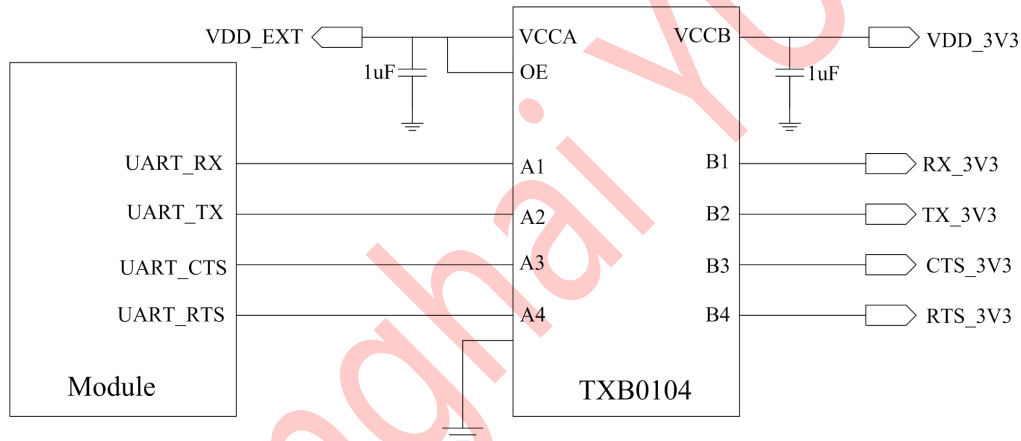 VDD_EXT
VCCA
VCCB
VDD_3V3
1uF
OE
1uF
UART_RX
A1
B1
RX_3V3
UART_TX
A2
B2
TX_3V3
UART_CTS
A3
B3
CTS_3V3
UART_RTS
A4
B4
RTS_3V3
Module
TXB0104